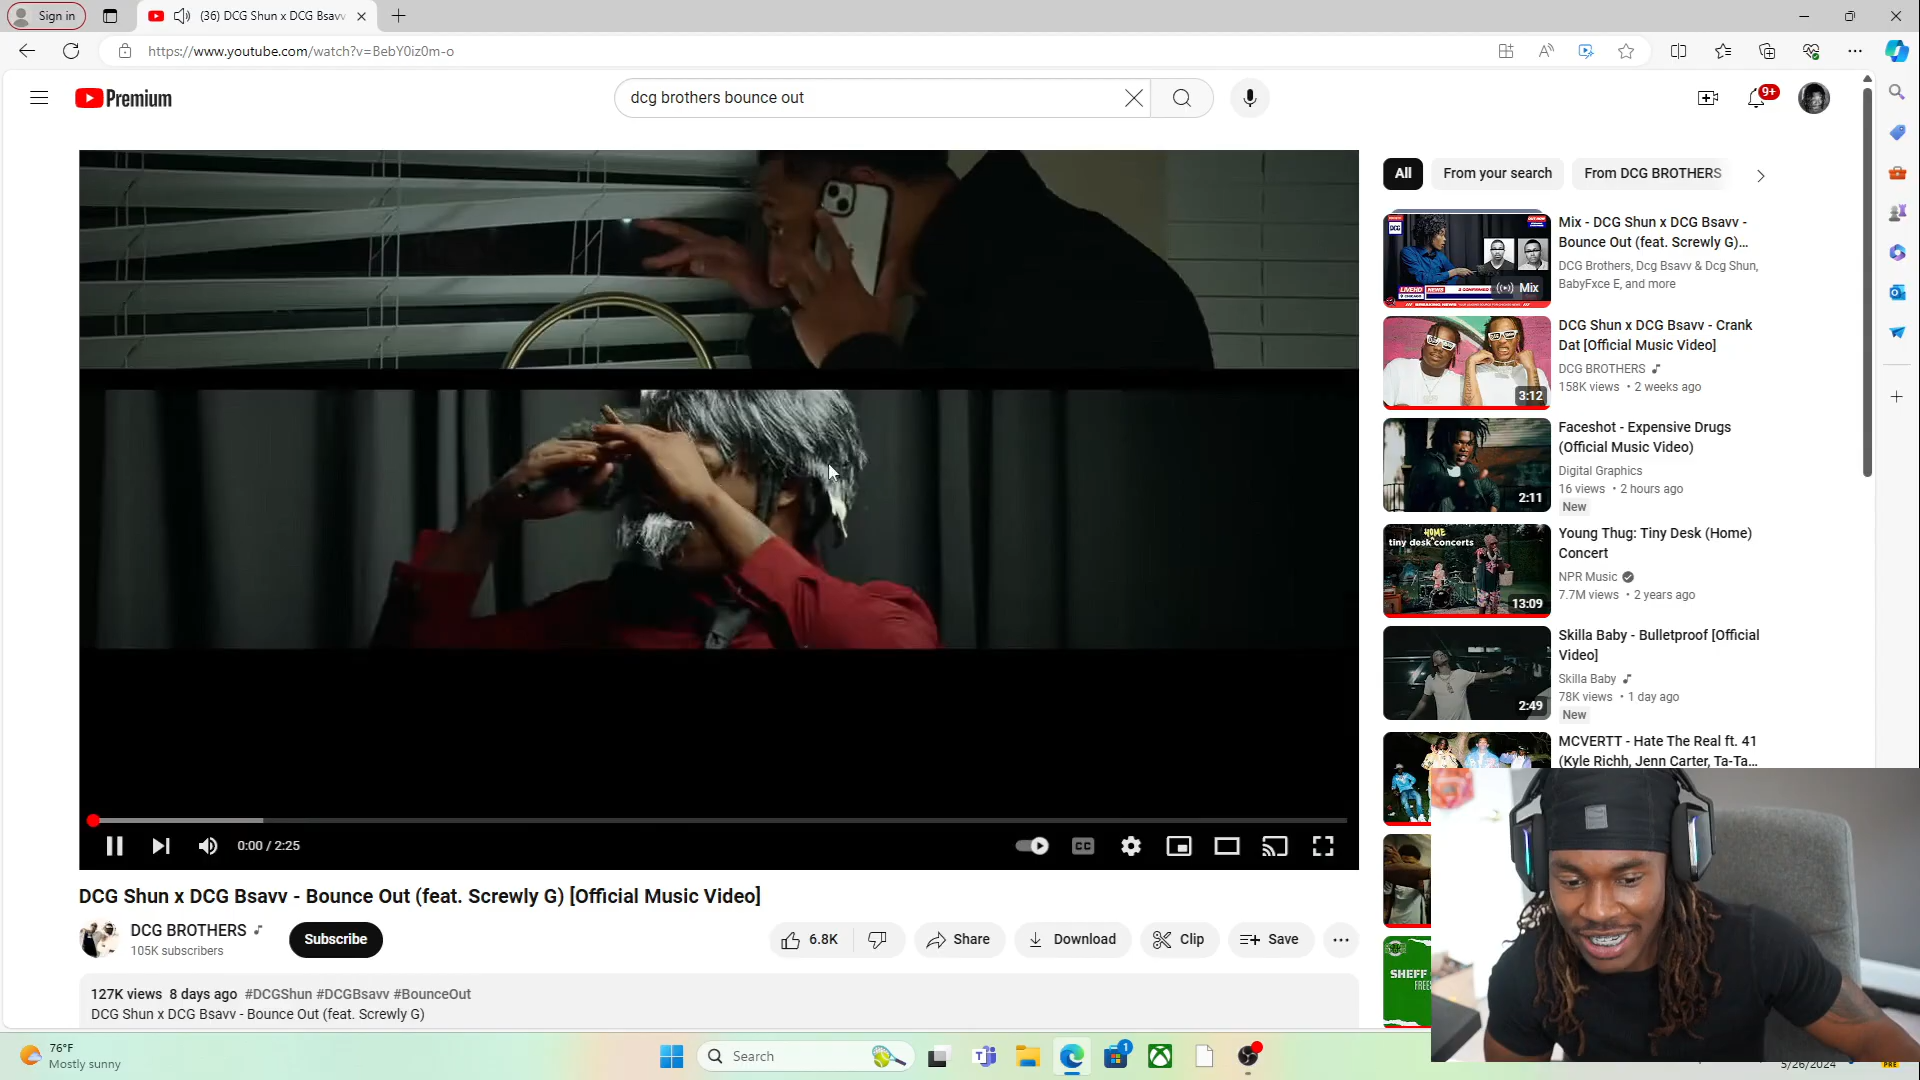 Sign in
(36) DCG Shun x DCG Bsavv
https://www.youtube.com/watch?v=BebY0iz0m-o
Premium
dcg brothers bounce out
9+
All
From your search
From DCG BROTHERS
Mix - DCG Shun x DCG Bsavv -
Bounce Out (feat. Screwly G)...
DCG Brothers, Dcg Bsavv & Dcg Shun,
BabyFxce E, and more
Mix
DCG Shun x DCG Bsavv - Crank
Dat [Official Music Video]
DCG BROTHERS
158K views • 2 weeks ago
3:12
Faceshot - Expensive Drugs
(Official Music Video)
Digital Graphics
16 views • 2 hours ago
New
2:11
Young Thug: Tiny Desk (Home)
Concert
NPR Music
7.7M views • 2 years ago
HOME
tiny desk concerts
13:09
Skilla Baby - Bulletproof [Official
Video]
Skilla Baby
78K views • 1 day ago
New
2:49
MCVERTT - Hate The Real ft. 41
(Kyle Richh, Jenn Carter, Ta-Ta...
SHEFF
0:00 / 2:25
CC
DCG Shun x DCG Bsavv - Bounce Out (feat. Screwly G) [Official Music Video]
DCG BROTHERS
105K subscribers
Subscribe
6.8K
Share
Download
Clip
Save
127K views 8 days ago #DCGShun #DCGBsavv #BounceOut
DCG Shun x DCG Bsavv - Bounce Out (feat. Screwly G)
76°F
Mostly sunny
Search
1
5/26/2024
PRE